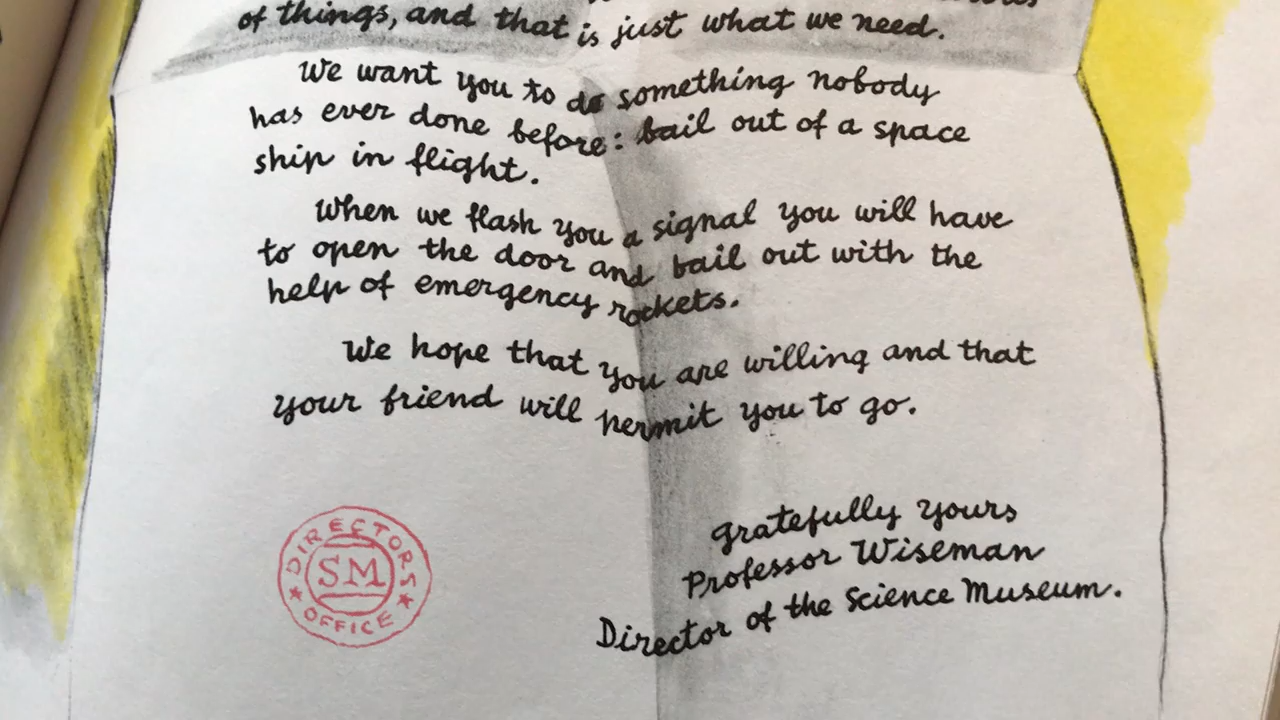 of things, and that is just what we need.
We want you to do something nobody
has ever done before: bail out of a space
ship in flight.
When we flash you a signal you will have
to open the door and bail out with the
help of emergency rockets.
We hope that you are willing and that
your friend will permit you to go.
gratefully yours
Professor Wiseman
Director of the Science Museum.
DIRECTORS
SM
OFFICE